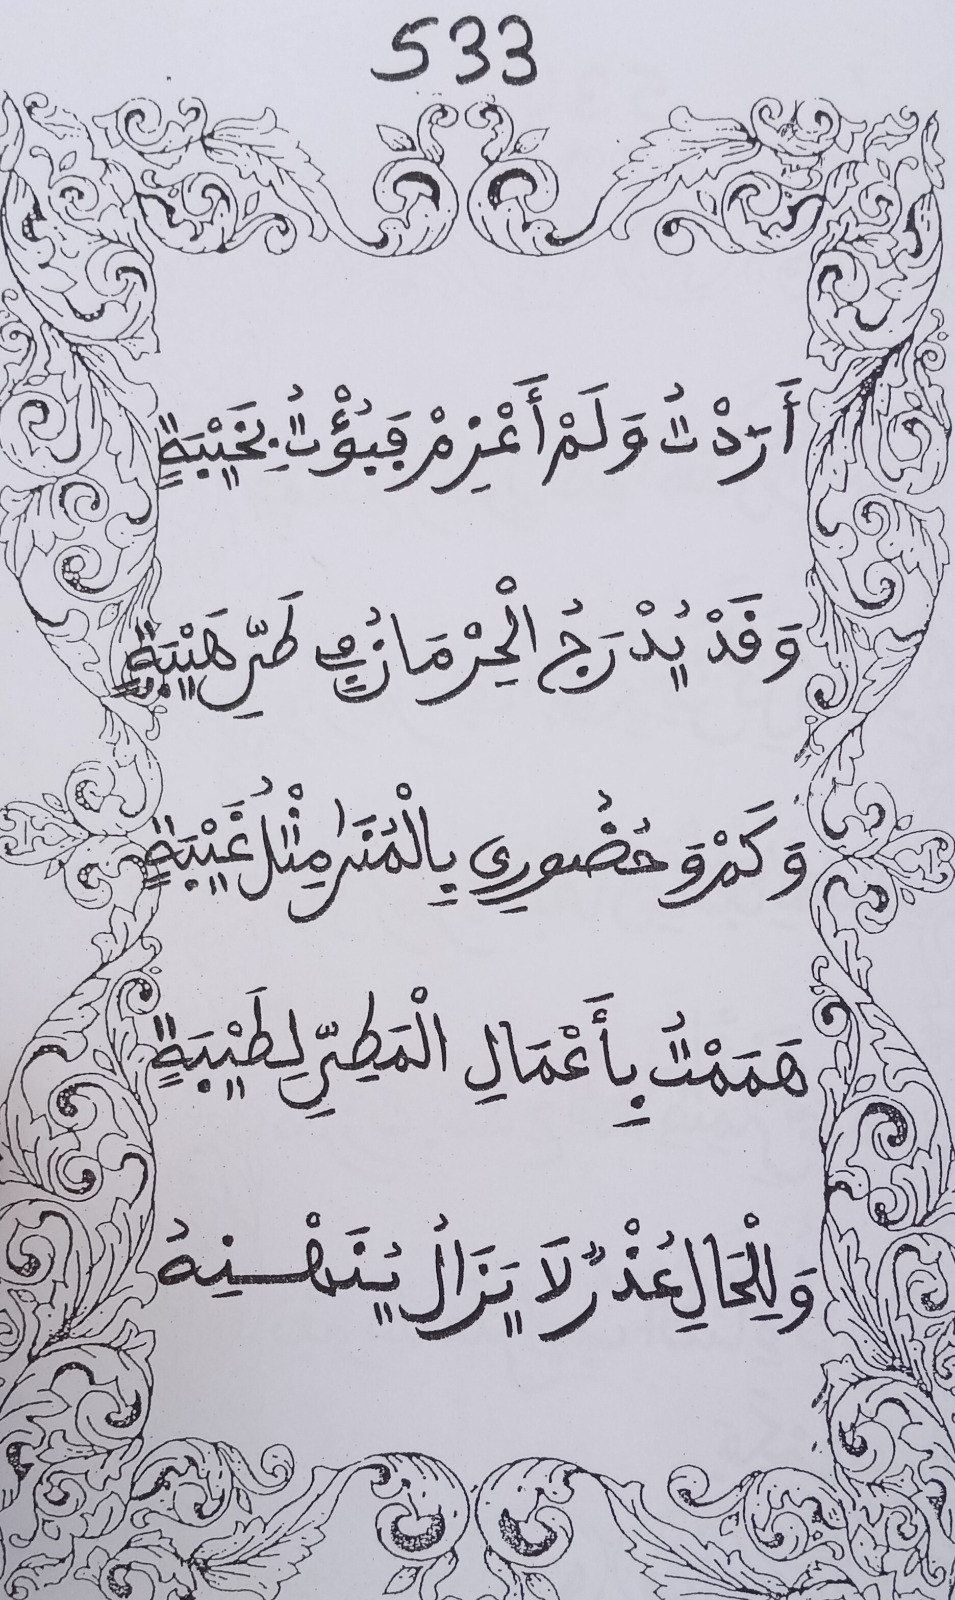 533
أَرَدْتُ وَلَمْ أَعْزِمْ فَبُؤْتُ بِخَيْبَةٍ
وَقَدْ يُدْرَجُ الْحِرْمَانُ فِي طَيِّ هَيْبَةٍ
وَكَمْ وَحُضُورِي بِالْمُنَى مِثْلُ غَيْبَةٍ
هَمَمْتُ بِأَعْمَالِ الْمَطِيِّ لِطَيْبَةٍ
وَلِلْحَالِ عُذْرٌ لَا يَزَالُ يُنَهْنِهُ